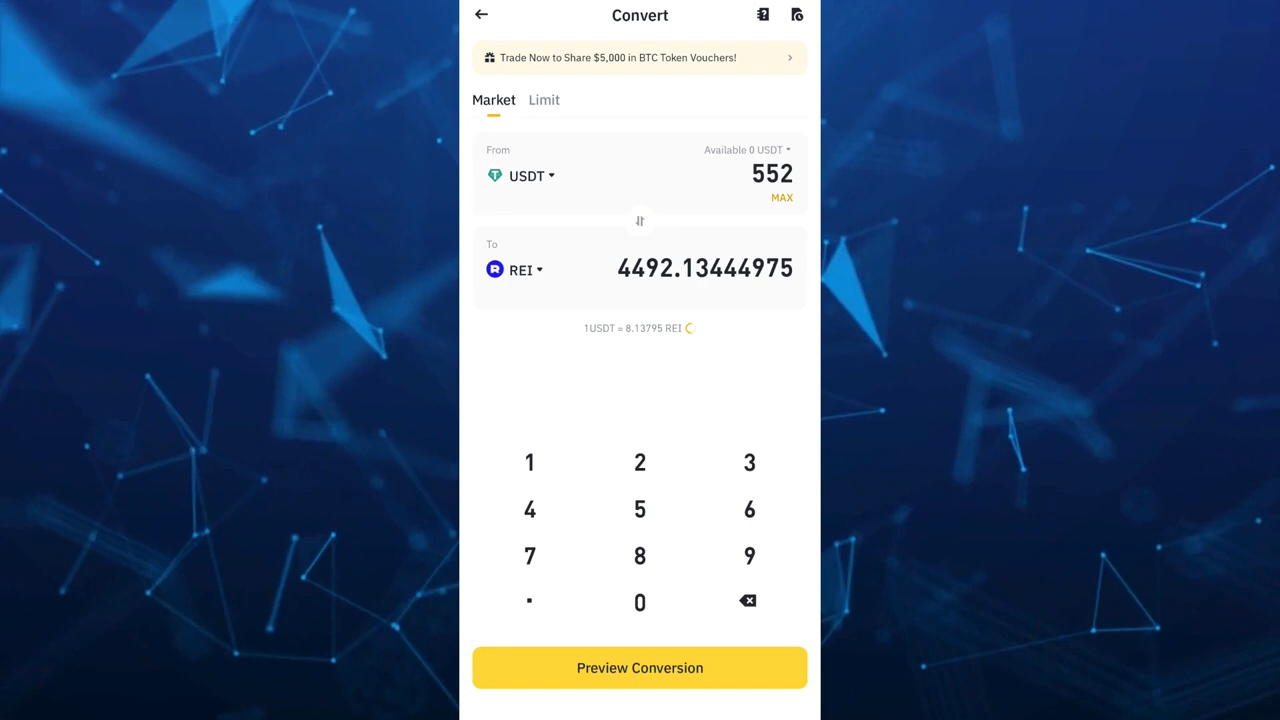 Convert
Trade Now to Share $5,000 in BTC Token Vouchers!
Market Limit
From Available 0 USDT
USDT 552
MAX
To
REI 4492.13444975
1USDT = 8.13795 REI
1 2 3
4 5 6
7 8 9
. 0
Preview Conversion